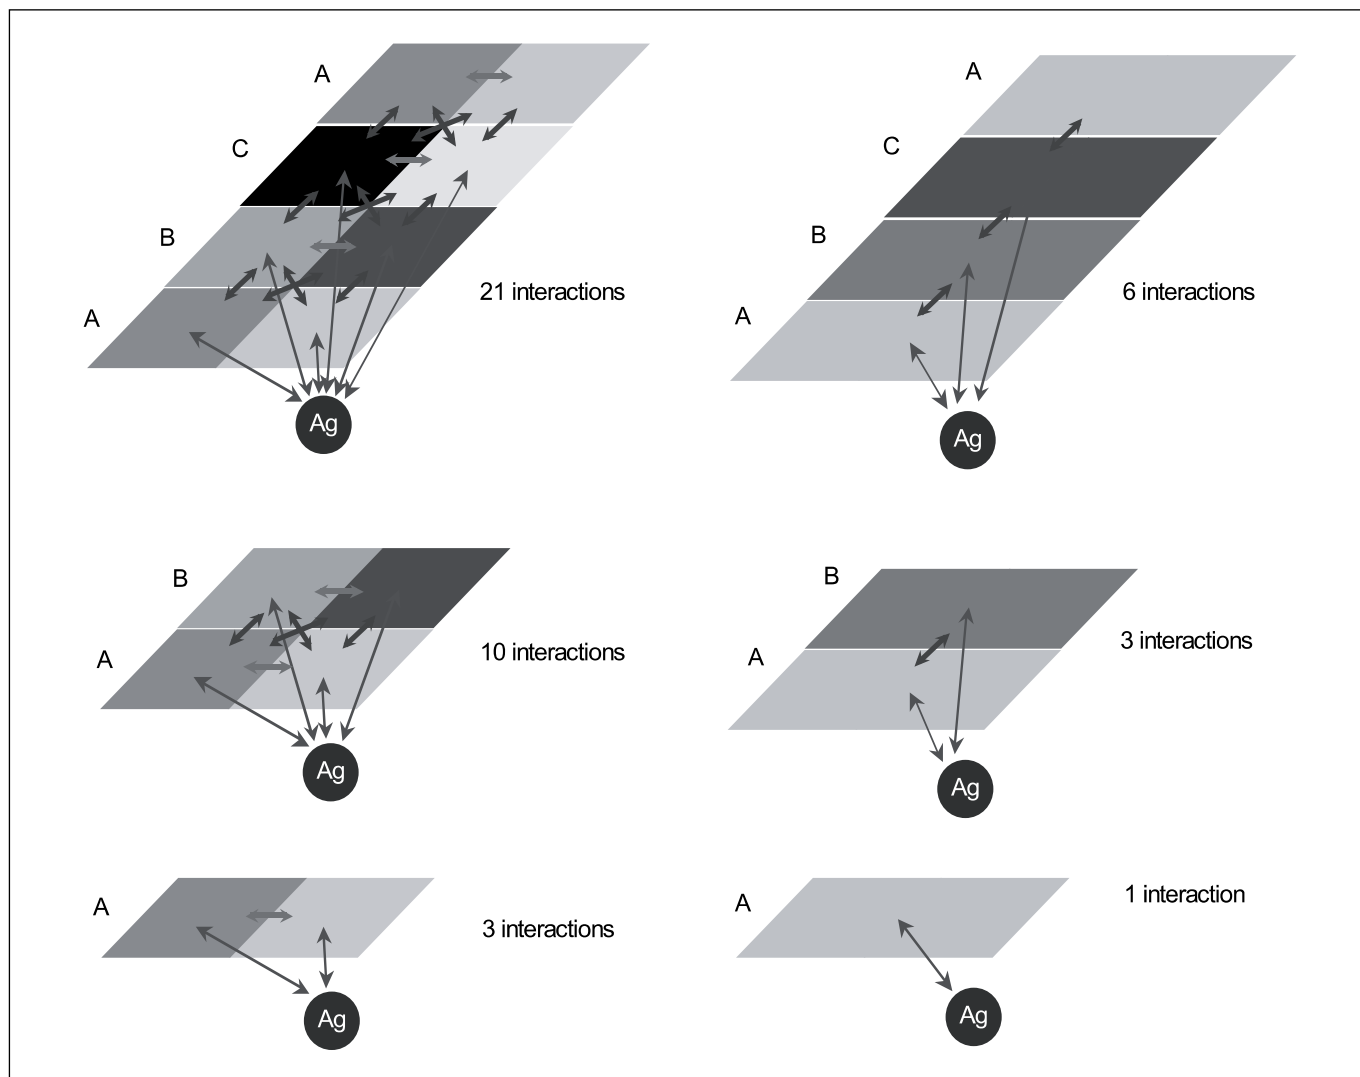 A
C
B
A
21 interactions
Ag
A
C
B
A
6 interactions
Ag
B
A
10 interactions
Ag
B
A
3 interactions
Ag
A
3 interactions
Ag
A
1 interaction
Ag